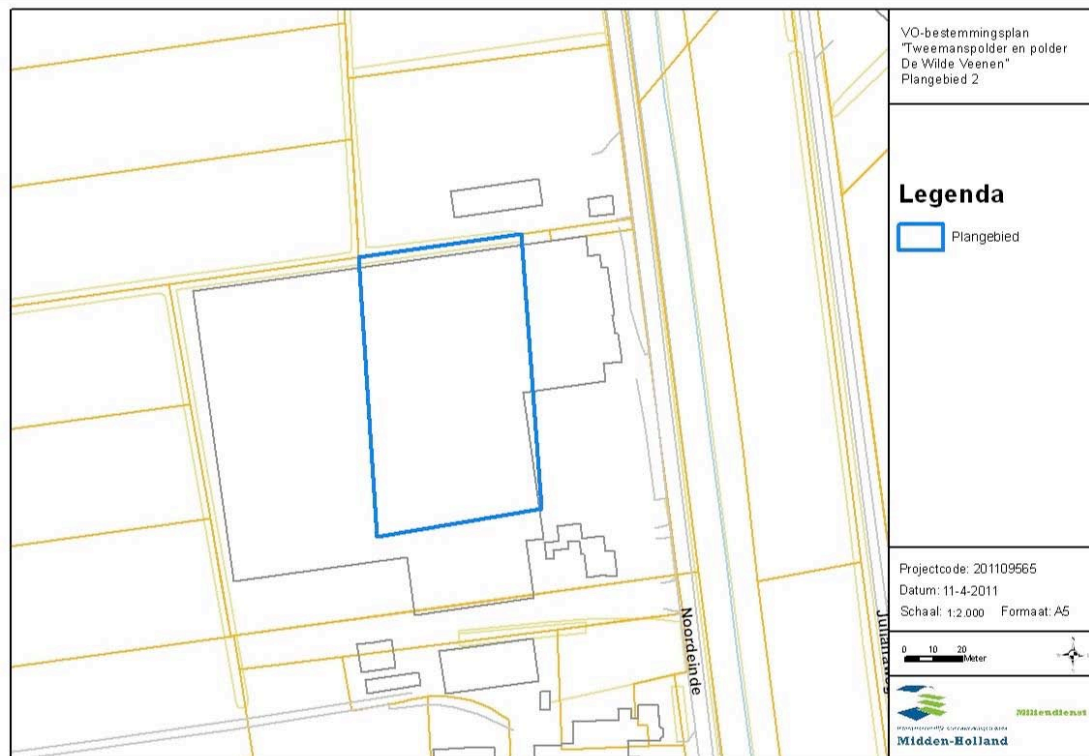 VO-bestemmingsplan
"Tweemanspolder en polder
De Wilde Veenen"
Plangebied 2
Legenda
Plangebied
Projectcode: 201109565
Datum: 11-4-2011
Schaal: 1:2.000 Formaat: A5
0 10 20 Meter
Milieudienst
Midden-Holland
Noordeinde